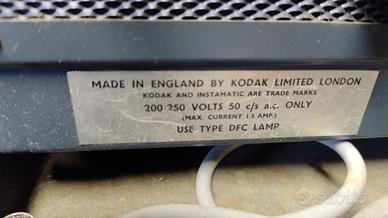 MADE IN ENGLAND BY KODAK LIMITED LONDON
KODAK AND INSTAMATIC ARE TRADE MARKS
200-250 VOLTS 50 c/s a.c. ONLY
(MAX. CURRENT 1.5 AMP.)
USE TYPE DFC LAMP
subito